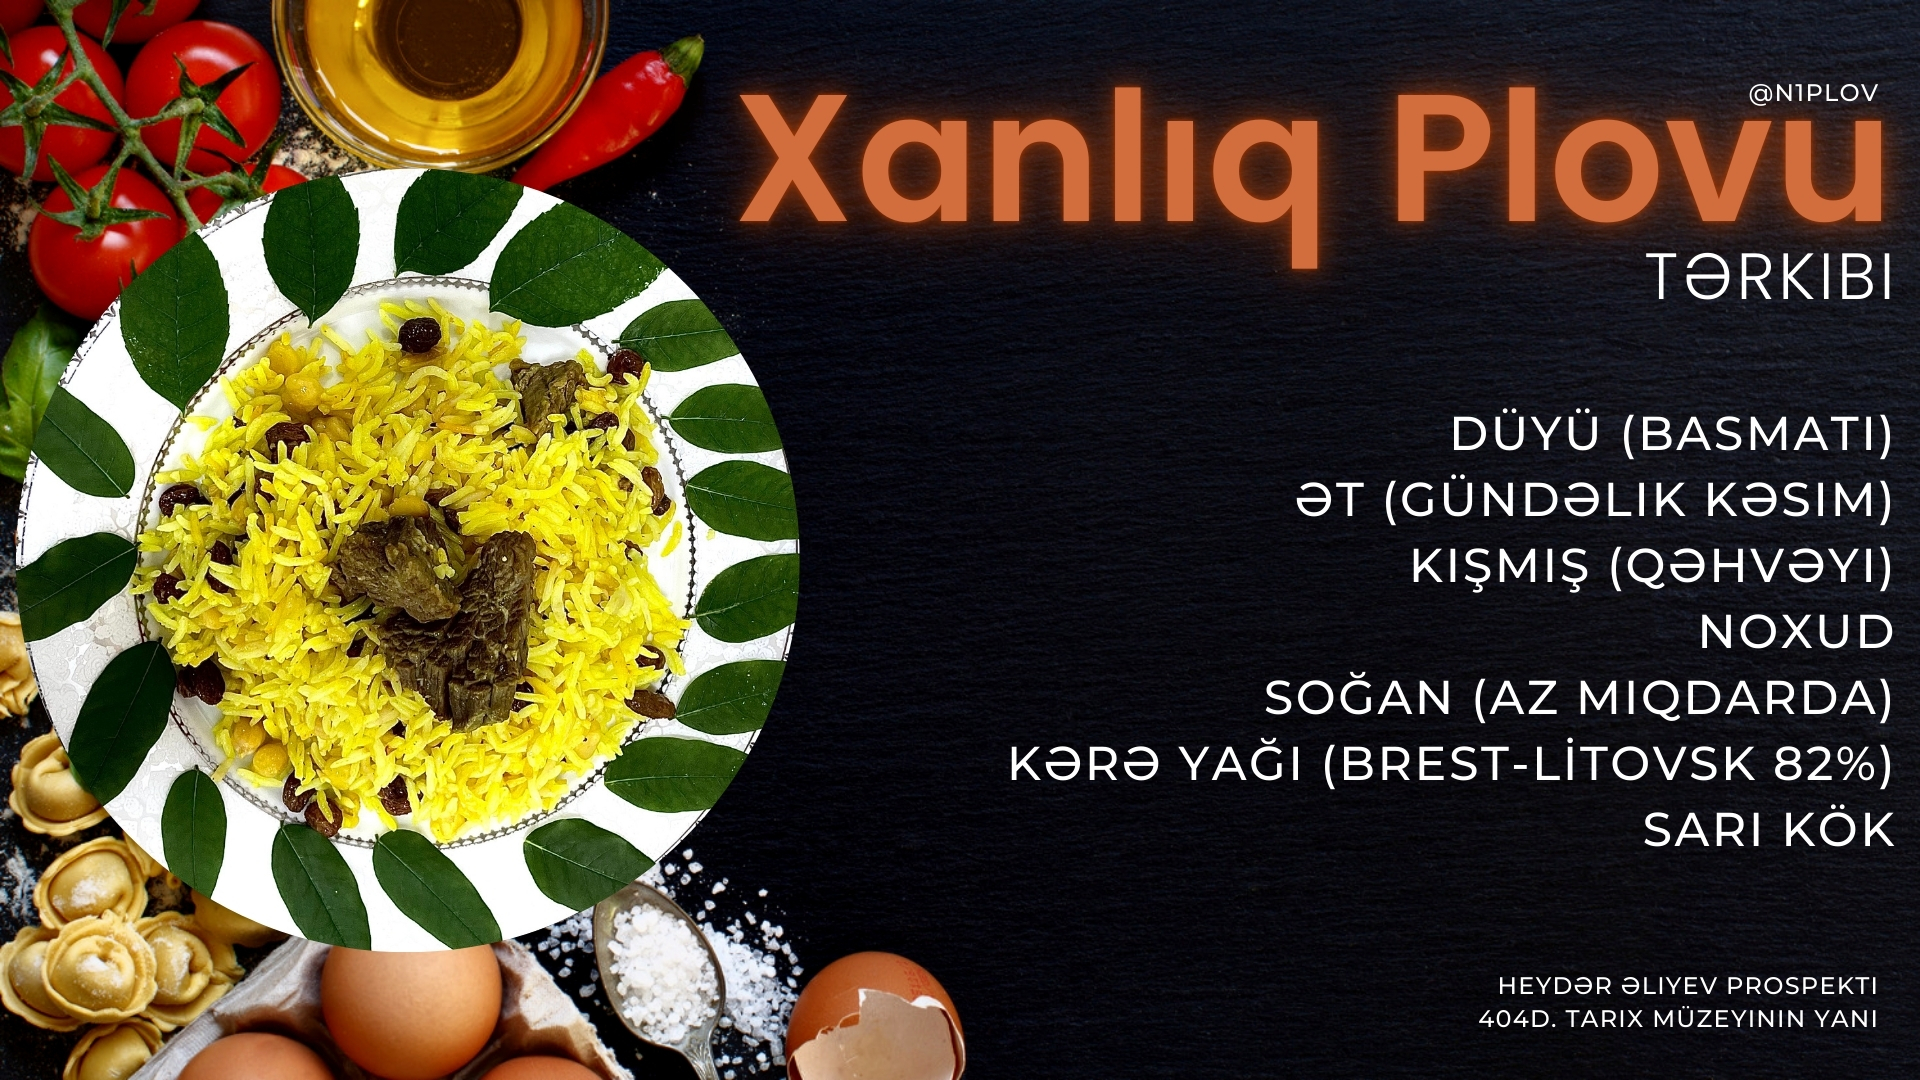 @N1PLOV
Xanlıq Plovu
TƏRKIBI
DÜYÜ (BASMATI)
ƏT (GÜNDƏLIK KƏSIM)
KIŞMIŞ (QƏHVƏYI)
NOXUD
SOĞAN (AZ MIQDARDA)
KƏRƏ YAĞI (BREST-LİTOVSK 82%)
SARI KÖK
HEYDƏR ƏLIYEV PROSPEKTI
404D. TARIX MÜZEYININ YANI